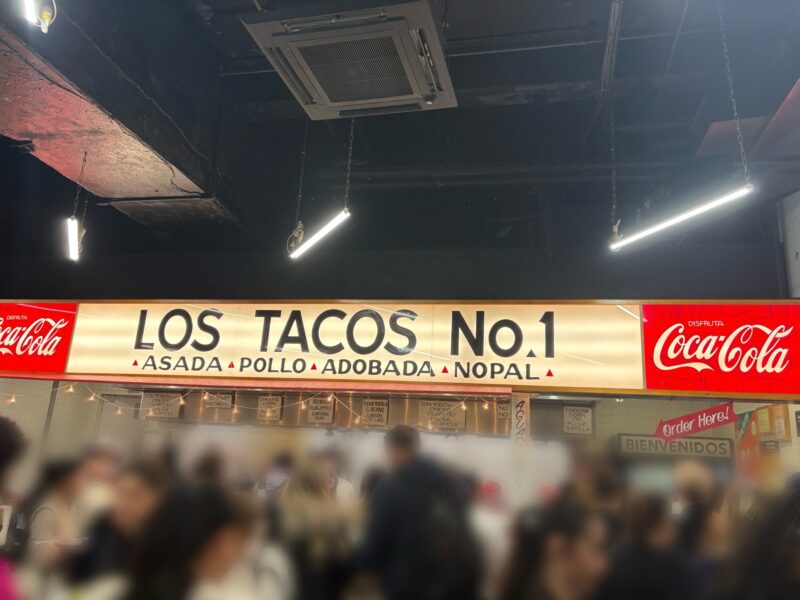 DISFRUTA
Coca-Cola
LOS TACOS No.1
ASADA POLLO ADOBADA NOPAL
DISFRUTA
Coca-Cola
Order Here!
BIENVENIDOS